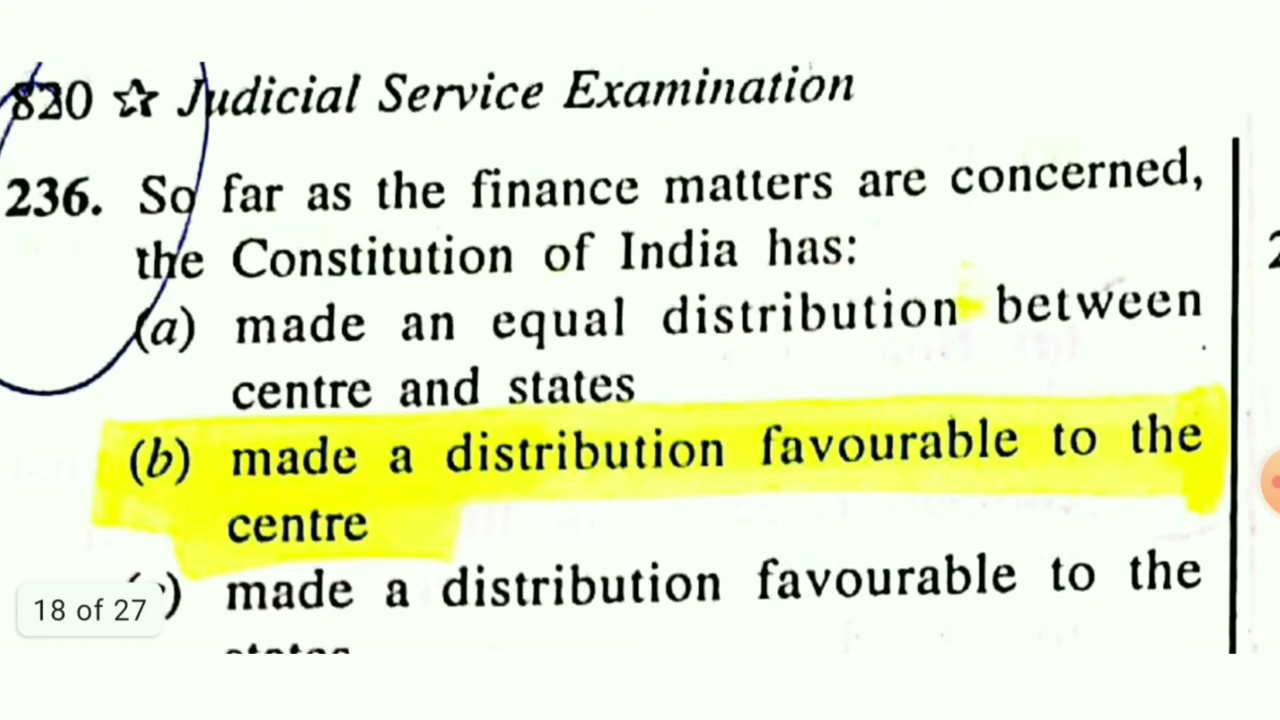 820 ☆ Judicial Service Examination
236. So far as the finance matters are concerned,
the Constitution of India has:
(a) made an equal distribution between
centre and states
(b) made a distribution favourable to the
centre
) made a distribution favourable to the
18 of 27